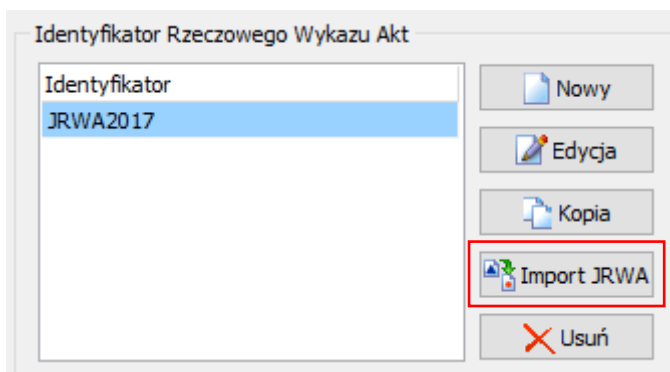 Identyfikator Rzeczowego Wykazu Akt
Identyfikator
JRWA2017
Nowy
Edycja
Kopia
Import JRWA
Usuń